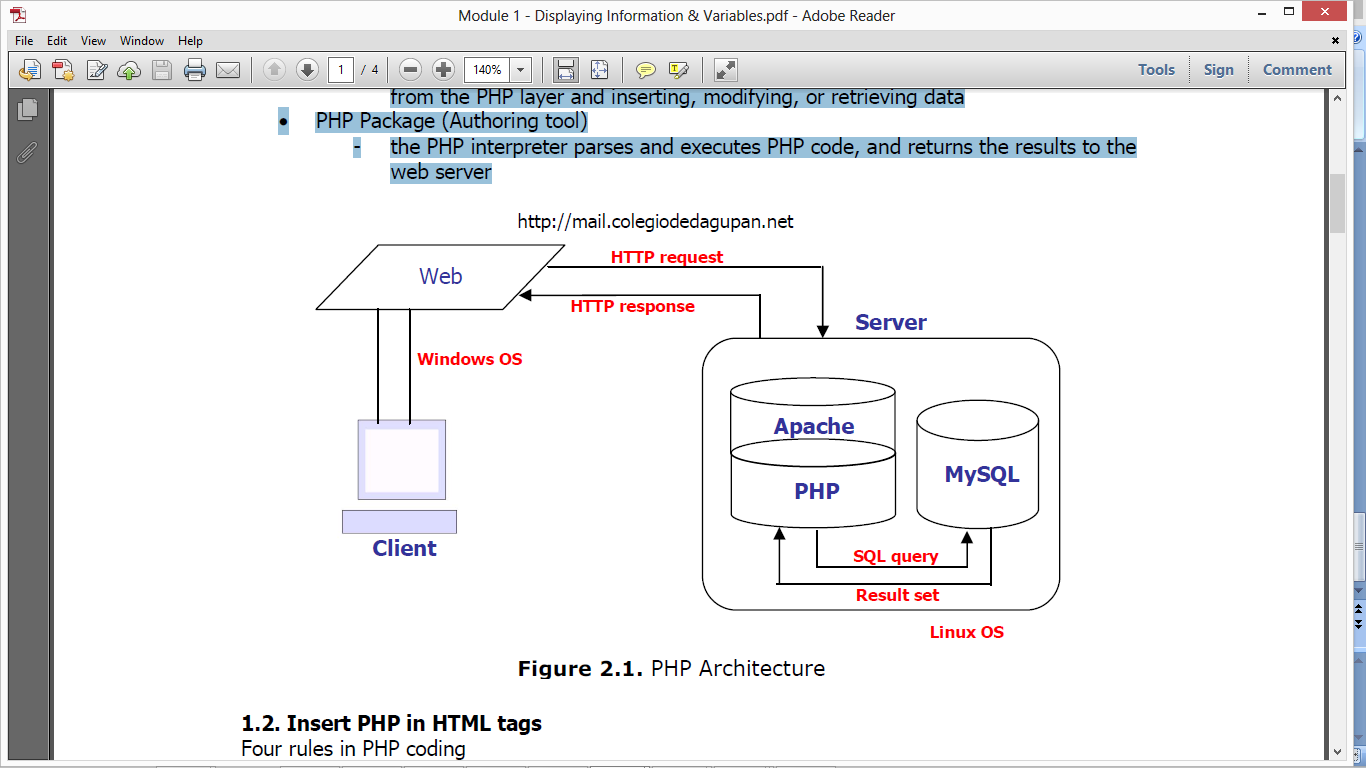 Module 1 - Displaying Information & Variables.pdf - Adobe Reader
File Edit View Window Help
1 / 4 140% Tools Sign Comment
from the PHP layer and inserting, modifying, or retrieving data
• PHP Package (Authoring tool)
- the PHP interpreter parses and executes PHP code, and returns the results to the
web server
http://mail.colegiodedagupan.net
HTTP request
Web
HTTP response
Server
Windows OS
Apache
MySQL
PHP
Client
SQL query
Result set
Linux OS
Figure 2.1. PHP Architecture
1.2. Insert PHP in HTML tags
Four rules in PHP coding